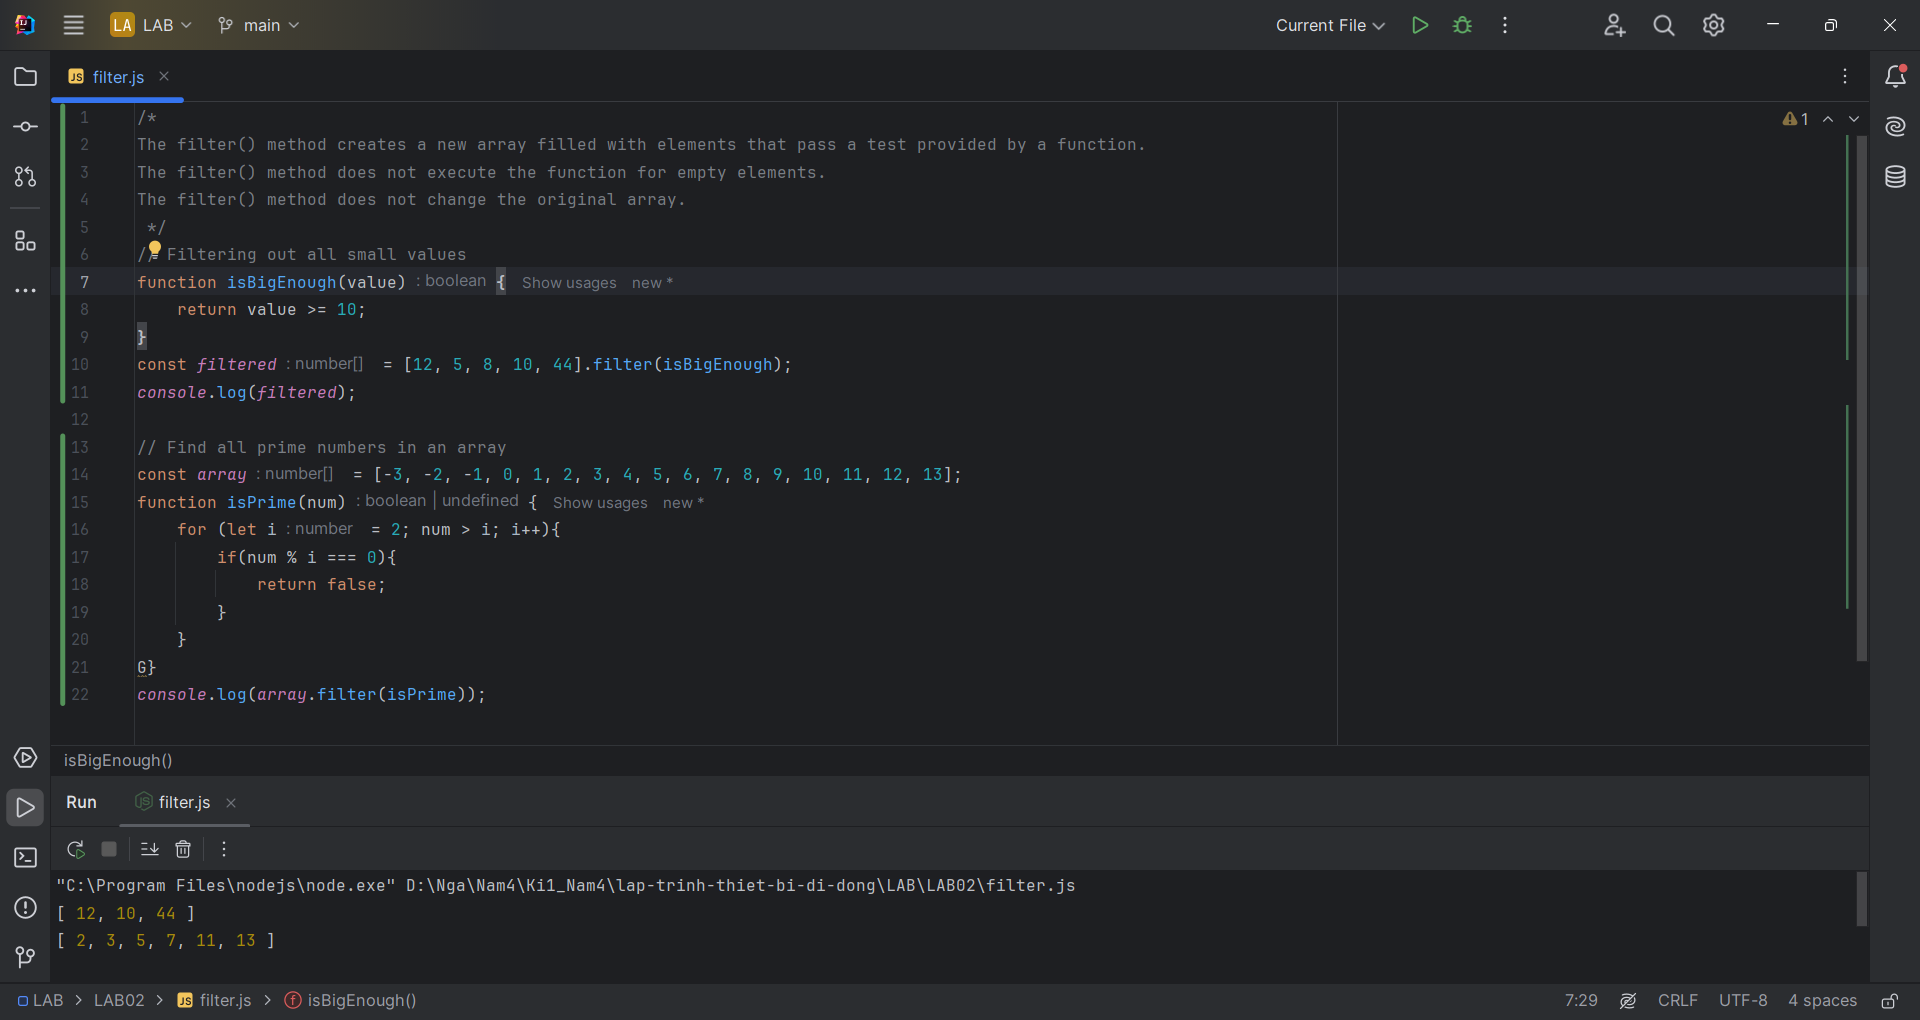 LA LAB main Current File
JS filter.js
1 /* 1
2 The filter() method creates a new array filled with elements that pass a test provided by a function.
3 The filter() method does not execute the function for empty elements.
4 The filter() method does not change the original array.
5 */
6 // Filtering out all small values
7 function isBigEnough(value) : boolean { Show usages new *
8 return value >= 10;
9 }
10 const filtered : number[] = [12, 5, 8, 10, 44].filter(isBigEnough);
11 console.log(filtered);
12
13 // Find all prime numbers in an array
14 const array : number[] = [-3, -2, -1, 0, 1, 2, 3, 4, 5, 6, 7, 8, 9, 10, 11, 12, 13];
15 function isPrime(num) : boolean | undefined { Show usages new *
16 for (let i : number = 2; num > i; i++){
17 if(num % i === 0){
18 return false;
19 }
20 }
21 G}
22 console.log(array.filter(isPrime));
isBigEnough()
Run filter.js
"C:\Program Files\nodejs\node.exe" D:\Nga\Nam4\Ki1_Nam4\lap-trinh-thiet-bi-di-dong\LAB\LAB02\filter.js
[ 12, 10, 44 ]
[ 2, 3, 5, 7, 11, 13 ]
LAB > LAB02 > JS filter.js > f isBigEnough() 7:29 CRLF UTF-8 4 spaces